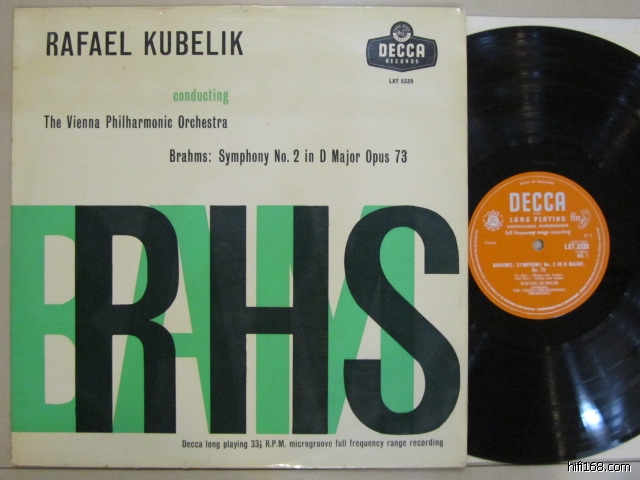 RAFAEL KUBELIK
DECCA
RECORDS
LXT 5339
conducting
The Vienna Philharmonic Orchestra
Brahms: Symphony No. 2 in D Major Opus 73
BRAHMS
Decca long playing 33⅓ R.P.M. microgroove full frequency range recording
DECCA
LONG PLAYING
full frequency range recording
LXT.5339
BRAHMS: SYMPHONY No. 2 IN D MAJOR,
Op. 73
RAFAEL KUBELIK
hifi168.com